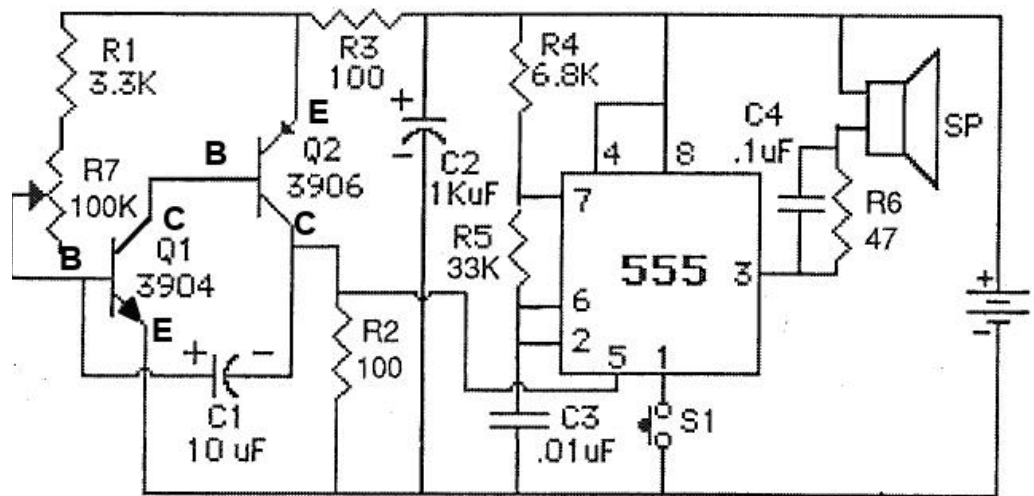 R1
3.3K
R3
100
R4
6.8K
E
Q2
3906
B
C
+
-
C2
1KuF
R7
100K
B
C
Q1
3904
E
+ -
C1
10 uF
R2
100
4
8
7
R5
33K
555
3
6
2
5
1
C3
.01uF
S1
C4
.1uF
SP
R6
47
+
-